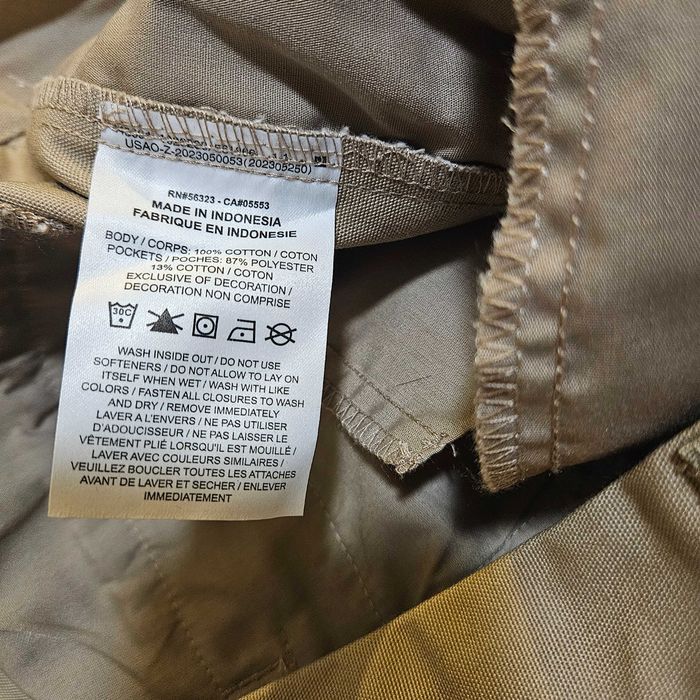 USAO-Z-2023050053(202305250)
RN#56323 - CA#05553
MADE IN INDONESIA
FABRIQUE EN INDONESIE
BODY / CORPS: 100% COTTON / COTON
POCKETS / POCHES: 87% POLYESTER
13% COTTON / COTON
EXCLUSIVE OF DECORATION /
DECORATION NON COMPRISE
30C
WASH INSIDE OUT / DO NOT USE
SOFTENERS / DO NOT ALLOW TO LAY ON
ITSELF WHEN WET / WASH WITH LIKE
COLORS / FASTEN ALL CLOSURES TO WASH
AND DRY / REMOVE IMMEDIATELY
LAVER A L'ENVERS / NE PAS UTILISER
D'ADOUCISSEUR / NE PAS LAISSER LE
VÊTEMENT PLIÉ LORSQU'IL EST MOUILLÉ /
LAVER AVEC COULEURS SIMILAIRES /
VEUILLEZ BOUCLER TOUTES LES ATTACHES
AVANT DE LAVER ET SECHER / ENLEVER
IMMEDIATEMENT